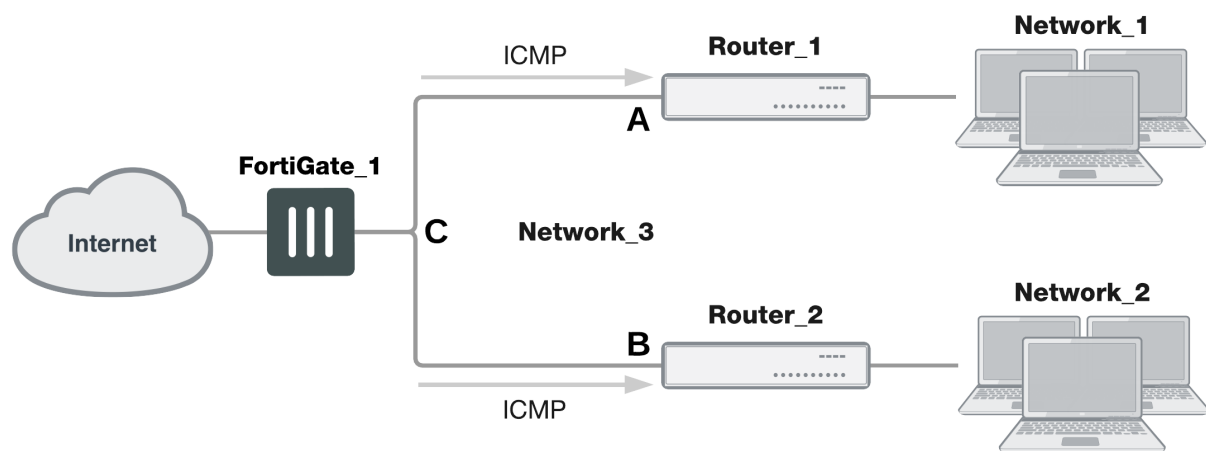 Network_1
Router_1
ICMP
A
FortiGate_1
Internet
C
Network_3
Network_2
Router_2
B
ICMP